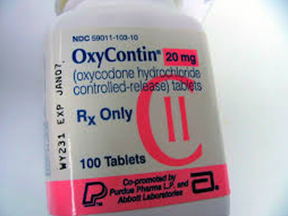 NDC 59011-103-10
OxyContin® 20 mg
(oxycodone hydrochloride
controlled-release) tablets
Rx Only
CII
100 Tablets
Co-promoted by
Purdue Pharma L.P. and
Abbott Laboratories
WY231 EXP JAN07